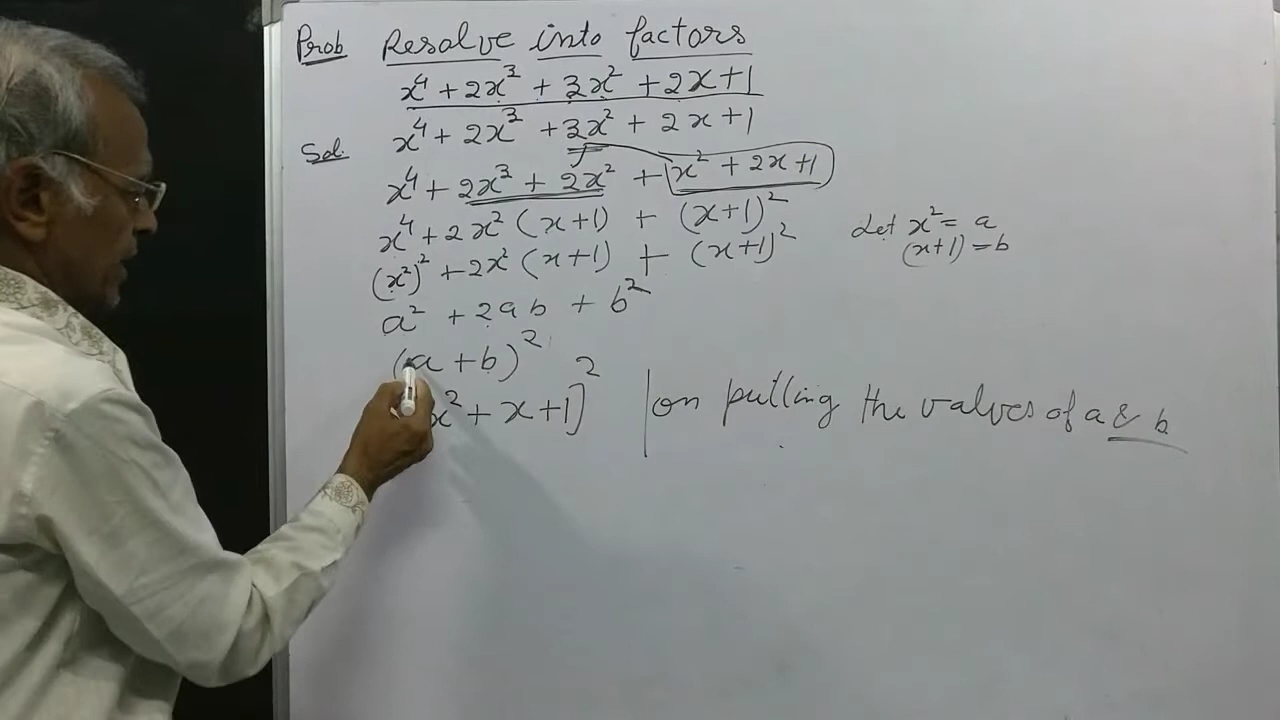 Prob Resolve into factors
x⁴ + 2x³ + 3x² + 2x + 1
Sol. x⁴ + 2x³ + 3x² + 2x + 1
x⁴ + 2x³ + 2x² + x² + 2x + 1
x⁴ + 2x² (x+1) + (x+1)²
Let x² = a
(x²)² + 2x² (x+1) + (x+1)²
(x+1) = b
a² + 2ab + b²
(a + b)²
x² + x + 1]² | on putting the values of a & b